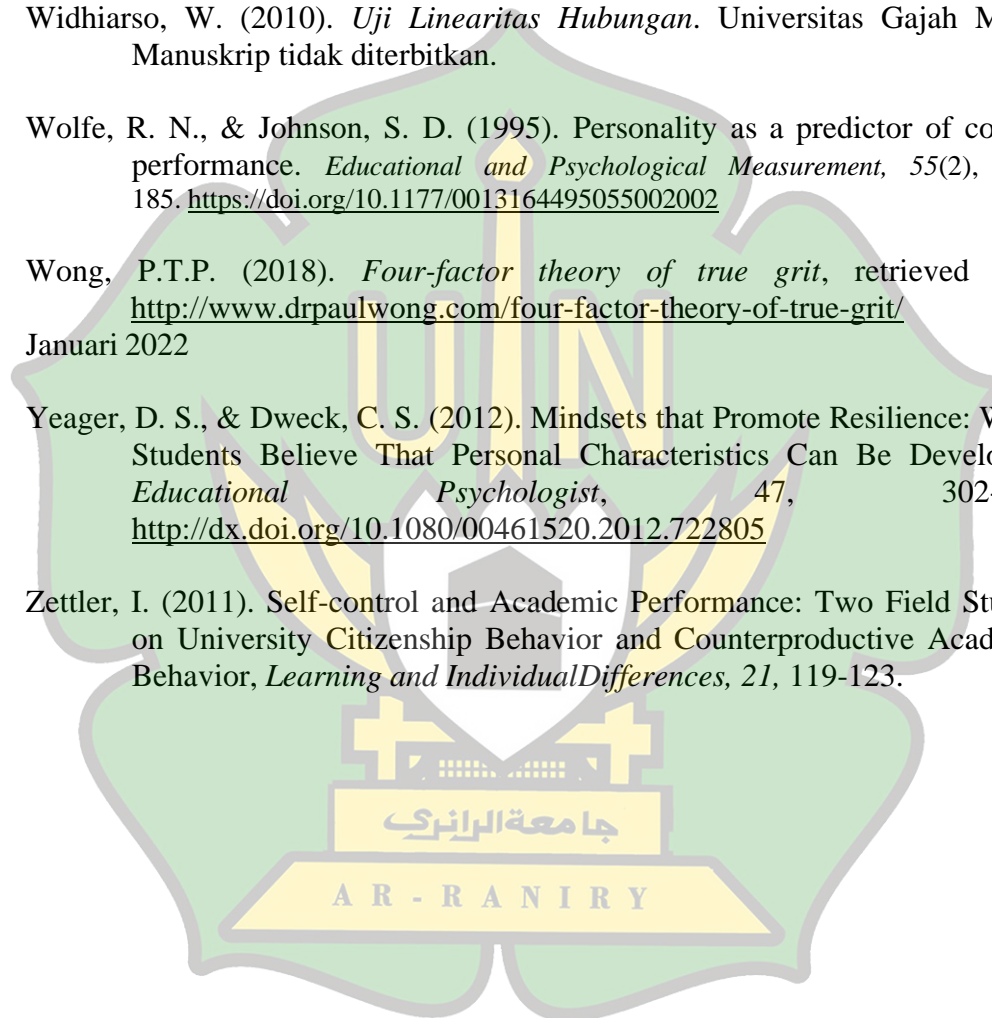 Widhiarso, W. (2010). Uji Linearitas Hubungan. Universitas Gajah M
Manuskrip tidak diterbitkan.
Wolfe, R. N., & Johnson, S. D. (1995). Personality as a predictor of co
performance. Educational and Psychological Measurement, 55(2),
185. https://doi.org/10.1177/0013164495055002002
Wong, P.T.P. (2018). Four-factor theory of true grit, retrieved
http://www.drpaulwong.com/four-factor-theory-of-true-grit/
Januari 2022
Yeager, D. S., & Dweck, C. S. (2012). Mindsets that Promote Resilience: W
Students Believe That Personal Characteristics Can Be Develo
Educational Psychologist, 47, 302-
http://dx.doi.org/10.1080/00461520.2012.722805
Zettler, I. (2011). Self-control and Academic Performance: Two Field Stu
on University Citizenship Behavior and Counterproductive Acad
Behavior, Learning and IndividualDifferences, 21, 119-123.
UIN
جامعةالرانري
AR-RANIRY